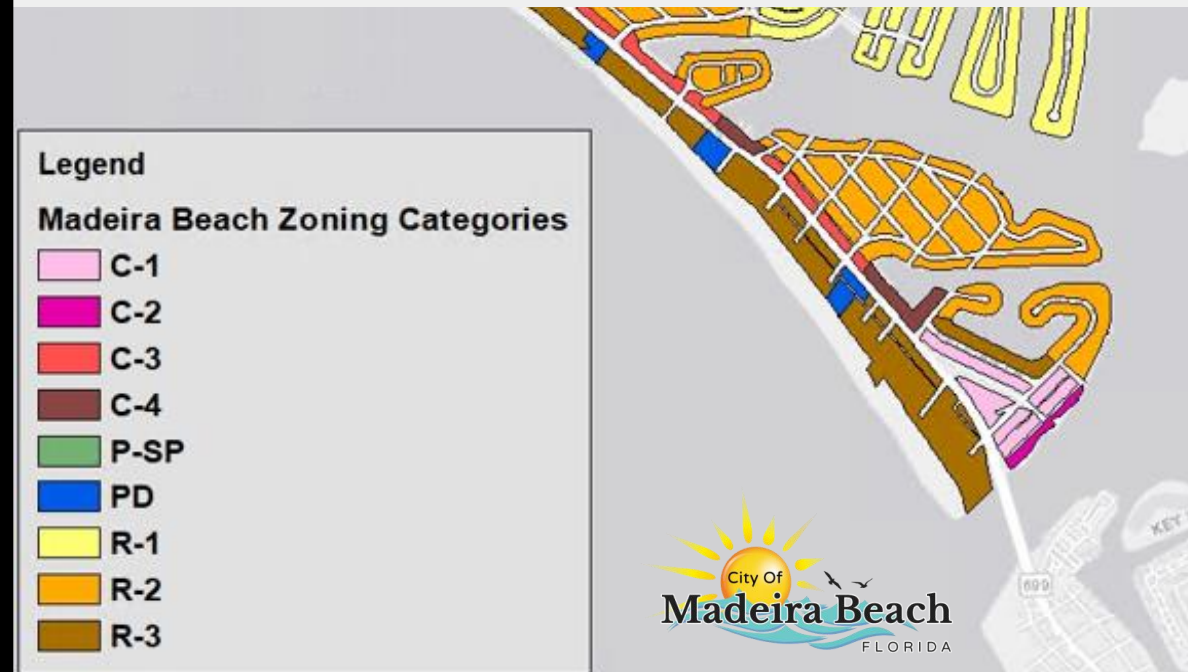 Legend
Madeira Beach Zoning Categories
C-1
C-2
C-3
C-4
P-SP
PD
R-1
R-2
R-3
City Of
Madeira Beach
FLORIDA
699
KEY